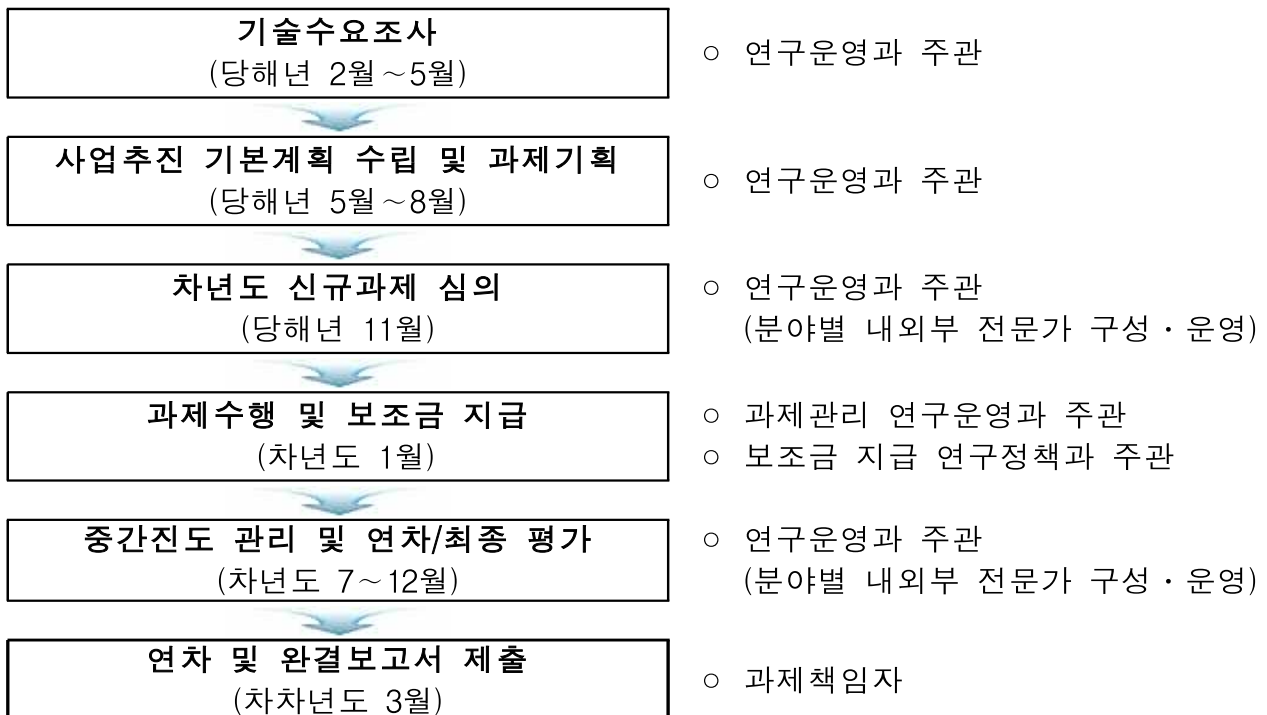 기술수요조사
(당해년 2월～5월)
○ 연구운영과 주관
사업추진 기본계획 수립 및 과제기획
(당해년 5월～8월)
○ 연구운영과 주관
차년도 신규과제 심의
(당해년 11월)
○ 연구운영과 주관
(분야별 내외부 전문가 구성·운영)
과제수행 및 보조금 지급
(차년도 1월)
○ 과제관리 연구운영과 주관
○ 보조금 지급 연구정책과 주관
중간진도 관리 및 연차/최종 평가
(차년도 7～12월)
○ 연구운영과 주관
(분야별 내외부 전문가 구성·운영)
연차 및 완결보고서 제출
(차차년도 3월)
○ 과제책임자